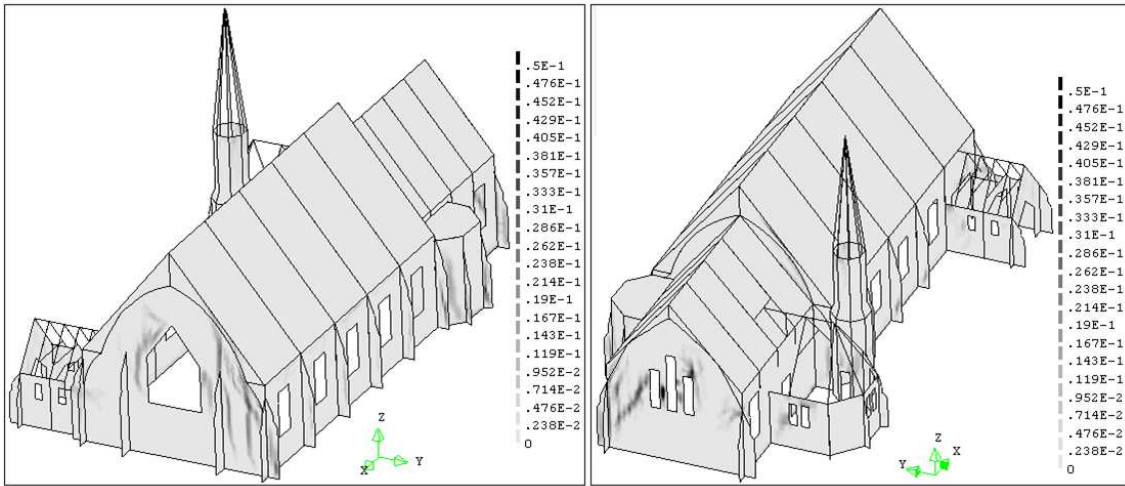 .5E-1
.476E-1
.452E-1
.429E-1
.405E-1
.381E-1
.357E-1
.333E-1
.31E-1
.286E-1
.262E-1
.238E-1
.214E-1
.19E-1
.167E-1
.143E-1
.119E-1
.952E-2
.714E-2
.476E-2
.238E-2
0
Z
X
Y
.5E-1
.476E-1
.452E-1
.429E-1
.405E-1
.381E-1
.357E-1
.333E-1
.31E-1
.286E-1
.262E-1
.238E-1
.214E-1
.19E-1
.167E-1
.143E-1
.119E-1
.952E-2
.714E-2
.476E-2
.238E-2
0
Z
X
Y